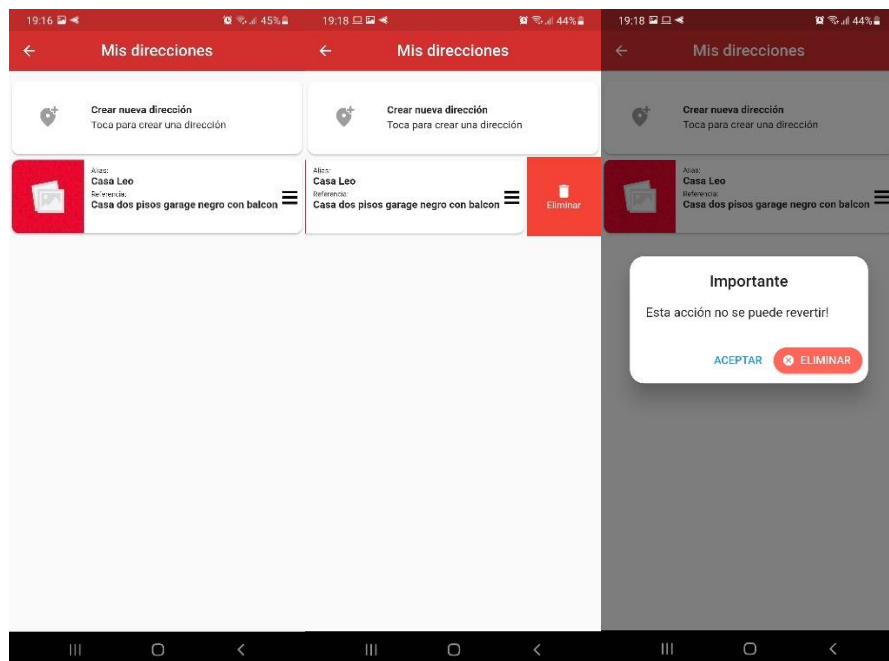 19:16
45%
Mis direcciones
Crear nueva dirección
Toca para crear una dirección
Alias:
Casa Leo
Referencia:
Casa dos pisos garage negro con balcon
19:18
44%
Mis direcciones
Crear nueva dirección
Toca para crear una dirección
Alias:
Casa Leo
Referencia:
Casa dos pisos garage negro con balcon
Eliminar
19:18
44%
Mis direcciones
Crear nueva dirección
Toca para crear una dirección
Alias:
Casa Leo
Referencia:
Casa dos pisos garage negro con balcon
Importante
Esta acción no se puede revertir!
ACEPTAR
ELIMINAR